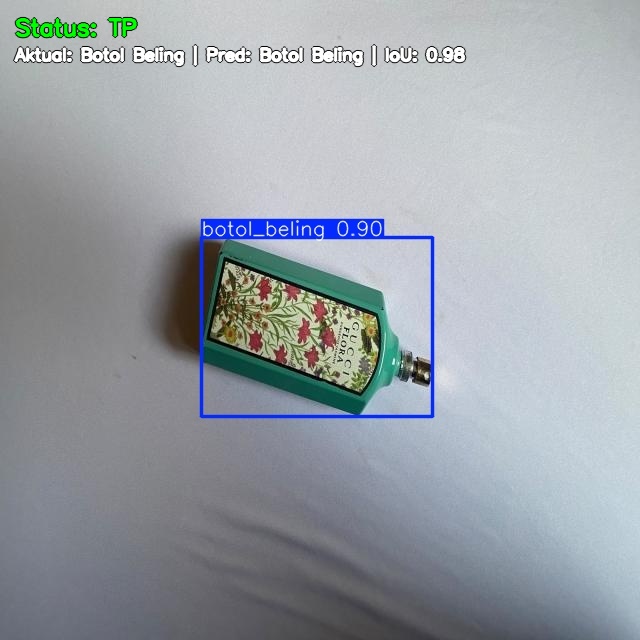 Status: TP
Aktual: Botol Beling | Pred: Botol Beling | IoU: 0.98
botol_beling 0.90
GUCCI
FLORA